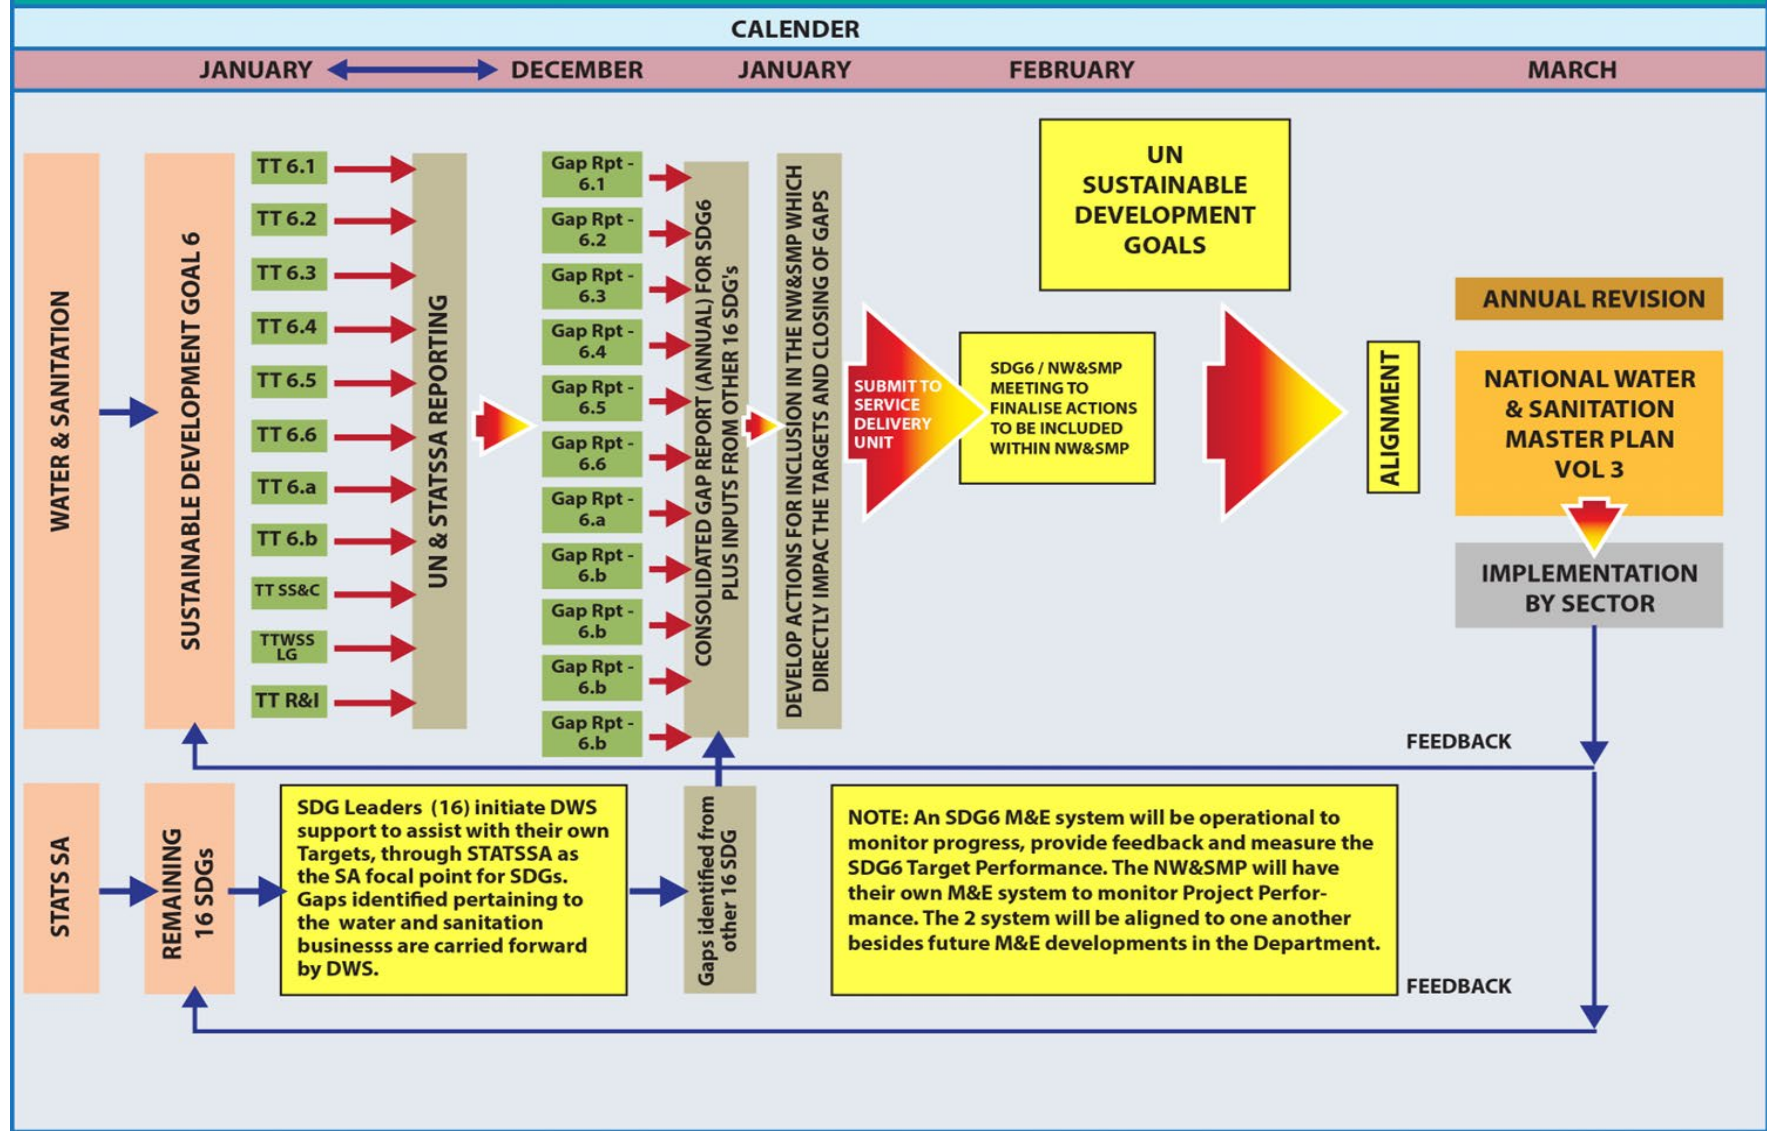 CALENDER
JANUARY
DECEMBER
JANUARY
FEBRUARY
MARCH
WATER & SANITATION
SUSTAINABLE DEVELOPMENT GOAL 6
TT 6.1
TT 6.2
TT 6.3
TT 6.4
TT 6.5
TT 6.6
TT 6.a
TT 6.b
TT SS&C
TTWSS
LG
TT R&I
UN & STATSSA REPORTING
Gap Rpt -
6.1
Gap Rpt -
6.2
Gap Rpt -
6.3
Gap Rpt -
6.4
Gap Rpt -
6.5
Gap Rpt -
6.6
Gap Rpt -
6.a
Gap Rpt -
6.b
Gap Rpt -
6.b
Gap Rpt -
6.b
Gap Rpt -
6.b
CONSOLIDATED GAP REPORT (ANNUAL) FOR SDG6
PLUS INPUTS FROM OTHER 16 SDG's
DEVELOP ACTIONS FOR INCLUSION IN THE NW&SMP WHICH
DIRECTLY IMPACT THE TARGETS AND CLOSING OF GAPS
SUBMIT TO
SERVICE
DELIVERY
UNIT
UN
SUSTAINABLE
DEVELOPMENT
GOALS
SDG6 / NW&SMP
MEETING TO
FINALISE ACTIONS
TO BE INCLUDED
WITHIN NW&SMP
ALIGNMENT
ANNUAL REVISION
NATIONAL WATER
& SANITATION
MASTER PLAN
VOL 3
IMPLEMENTATION
BY SECTOR
FEEDBACK
STATS SA
REMAINING
16 SDGs
SDG Leaders (16) initiate DWS
support to assist with their own
Targets, through STATSSA as
the SA focal point for SDGs.
Gaps identified pertaining to
the water and sanitation
businesss are carried forward
by DWS.
Gaps identified from
other 16 SDG
NOTE: An SDG6 M&E system will be operational to
monitor progress, provide feedback and measure the
SDG6 Target Performance. The NW&SMP will have
their own M&E system to monitor Project Perfor-
mance. The 2 system will be aligned to one another
besides future M&E developments in the Department.
FEEDBACK